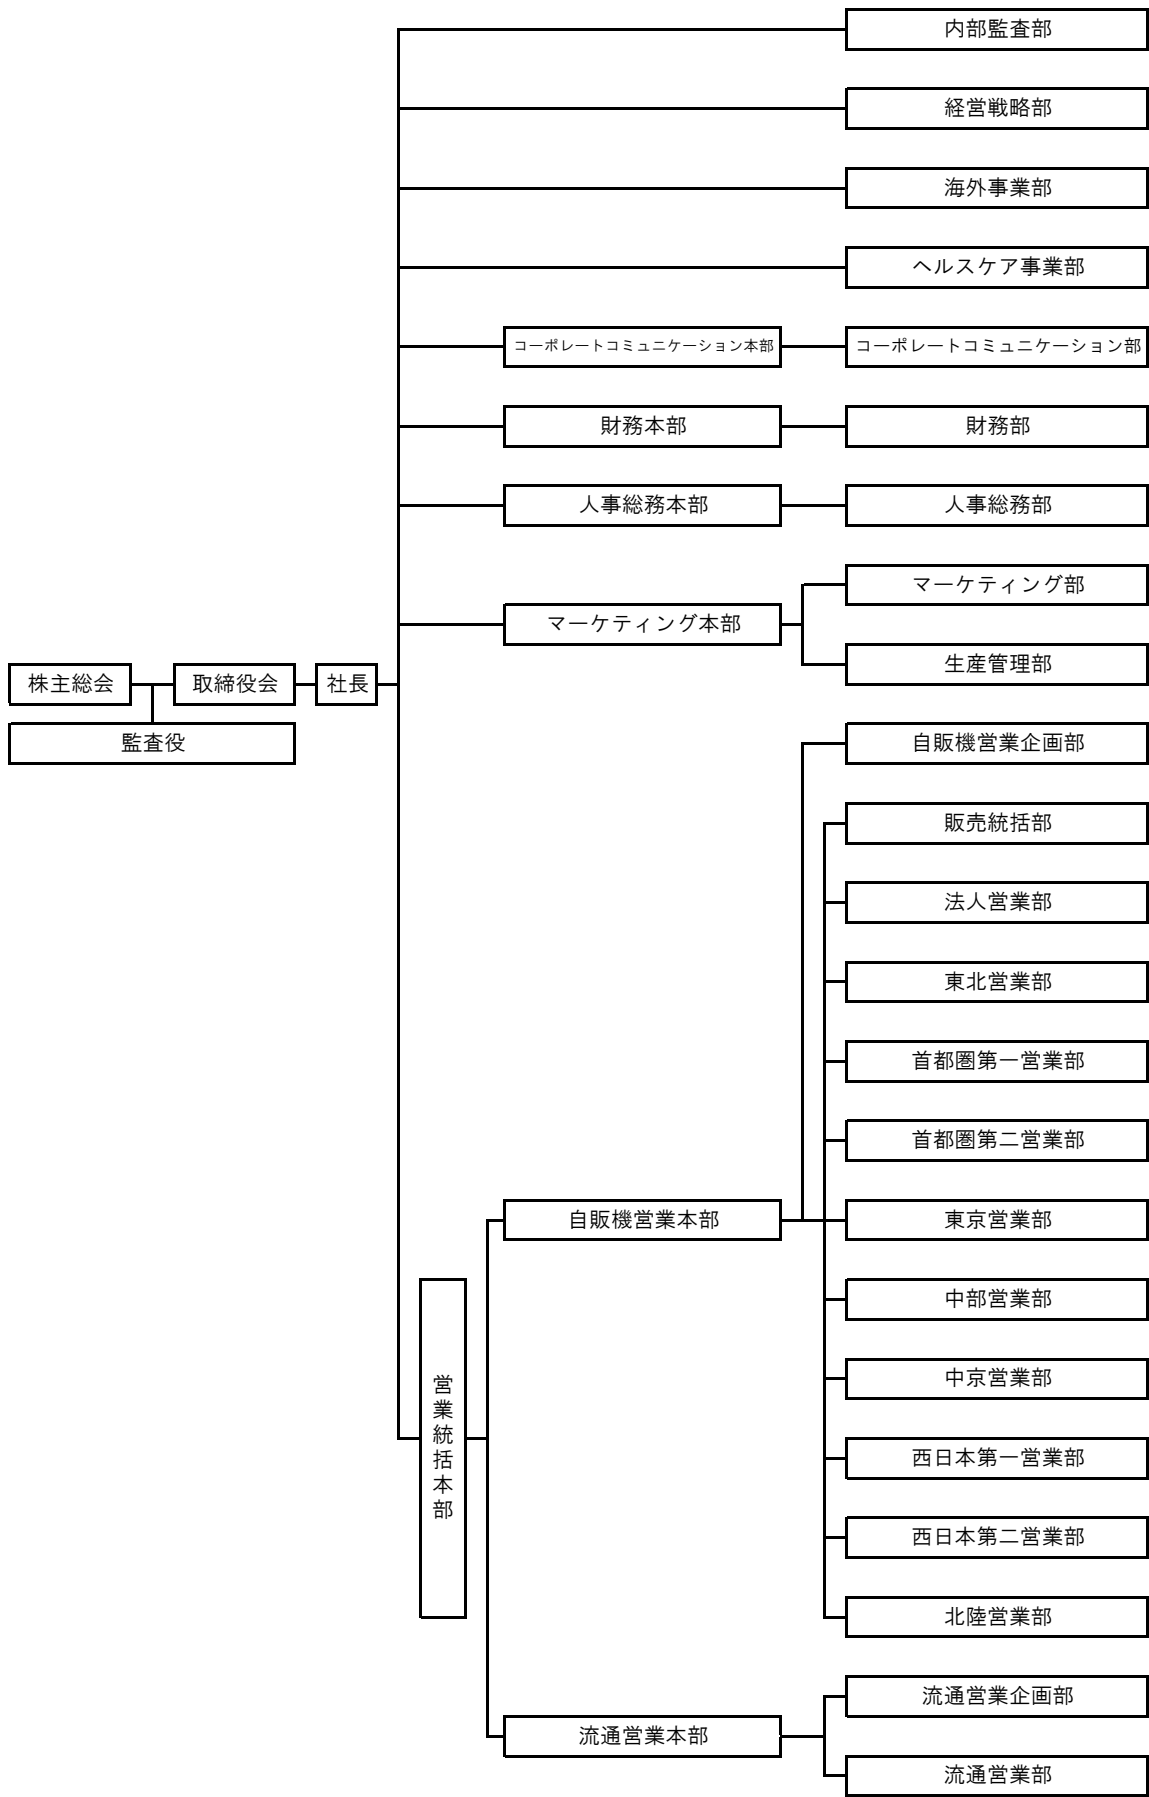 内部監査部
経営戦略部
海外事業部
ヘルスケア事業部
コーポレートコミュニケーション本部
コーポレートコミュニケーション部
財務本部
財務部
人事総務本部
人事総務部
マーケティング本部
マーケティング部
生産管理部
株主総会
取締役会
社長
監査役
自販機営業企画部
販売統括部
法人営業部
東北営業部
首都圏第一営業部
首都圏第二営業部
自販機営業本部
東京営業部
中部営業部
中京営業部
営業統括本部
西日本第一営業部
西日本第二営業部
北陸営業部
流通営業本部
流通営業企画部
流通営業部